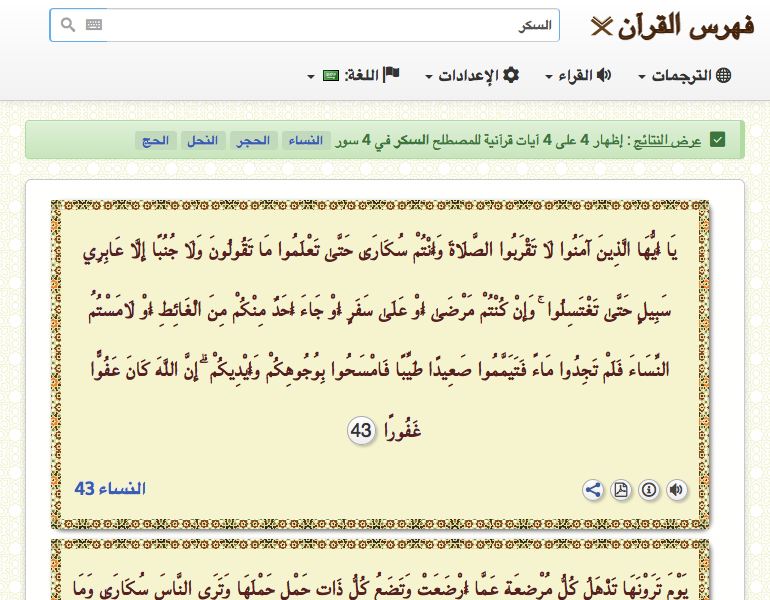 فهرس القرآن
السكر
الترجمات
القراء
الإعدادات
اللغة:
عرض النتائج : إظهار 4 على 4 آيات قرآنية للمصطلح السكر في 4 سور النساء الحجر النحل الحج
يَا أَيُّهَا الَّذِينَ آمَنُوا لَا تَقْرَبُوا الصَّلَاةَ وَأَنْتُمْ سُكَارَىٰ حَتَّىٰ تَعْلَمُوا مَا تَقُولُونَ وَلَا جُنُبًا إِلَّا عَابِرِي
سَبِيلٍ حَتَّىٰ تَغْتَسِلُوا ۚ وَإِنْ كُنْتُمْ مَرْضَىٰ أَوْ عَلَىٰ سَفَرٍ أَوْ جَاءَ أَحَدٌ مِنْكُمْ مِنَ الْغَائِطِ أَوْ لَامَسْتُمُ
النِّسَاءَ فَلَمْ تَجِدُوا مَاءً فَتَيَمَّمُوا صَعِيدًا طَيِّبًا فَامْسَحُوا بِوُجُوهِكُمْ وَأَيْدِيكُمْ ۗ إِنَّ اللَّهَ كَانَ عَفُوًّا
غَفُورًا 43
النساء 43
يَوْمَ تَرَوْنَهَا تَذْهَلُ كُلُّ مُرْضِعَةٍ عَمَّا أَرْضَعَتْ وَتَضَعُ كُلُّ ذَاتِ حَمْلٍ حَمْلَهَا وَتَرَى النَّاسَ سُكَارَىٰ وَمَا